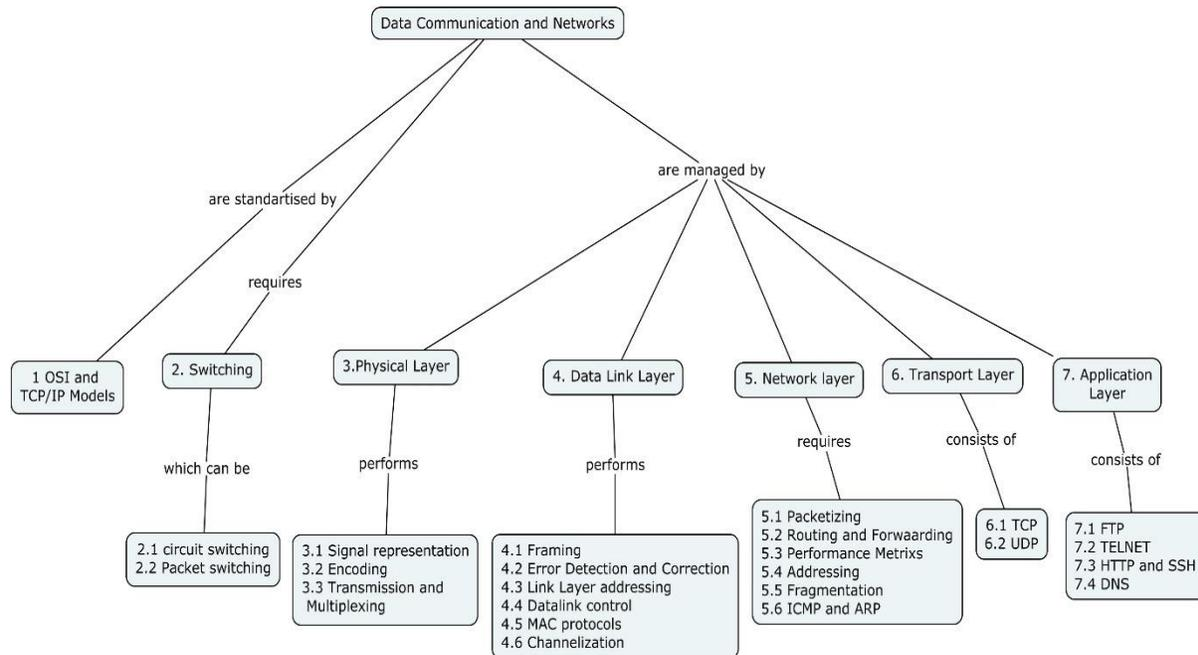 Data Communication and Networks
are managed by
are standartised by
requires
1 OSI and
TCP/IP Models
2. Switching
3.Physical Layer
4. Data Link Layer
5. Network layer
6. Transport Layer
7. Application
Layer
which can be
performs
performs
requires
consists of
consists of
2.1 circuit switching
2.2 Packet switching
3.1 Signal representation
3.2 Encoding
3.3 Transmission and
Multiplexing
4.1 Framing
4.2 Error Detection and Correction
4.3 Link Layer addressing
4.4 Datalink control
4.5 MAC protocols
4.6 Channelization
5.1 Packetizing
5.2 Routing and Forwaarding
5.3 Performance Metrixs
5.4 Addressing
5.5 Fragmentation
5.6 ICMP and ARP
6.1 TCP
6.2 UDP
7.1 FTP
7.2 TELNET
7.3 HTTP and SSH
7.4 DNS